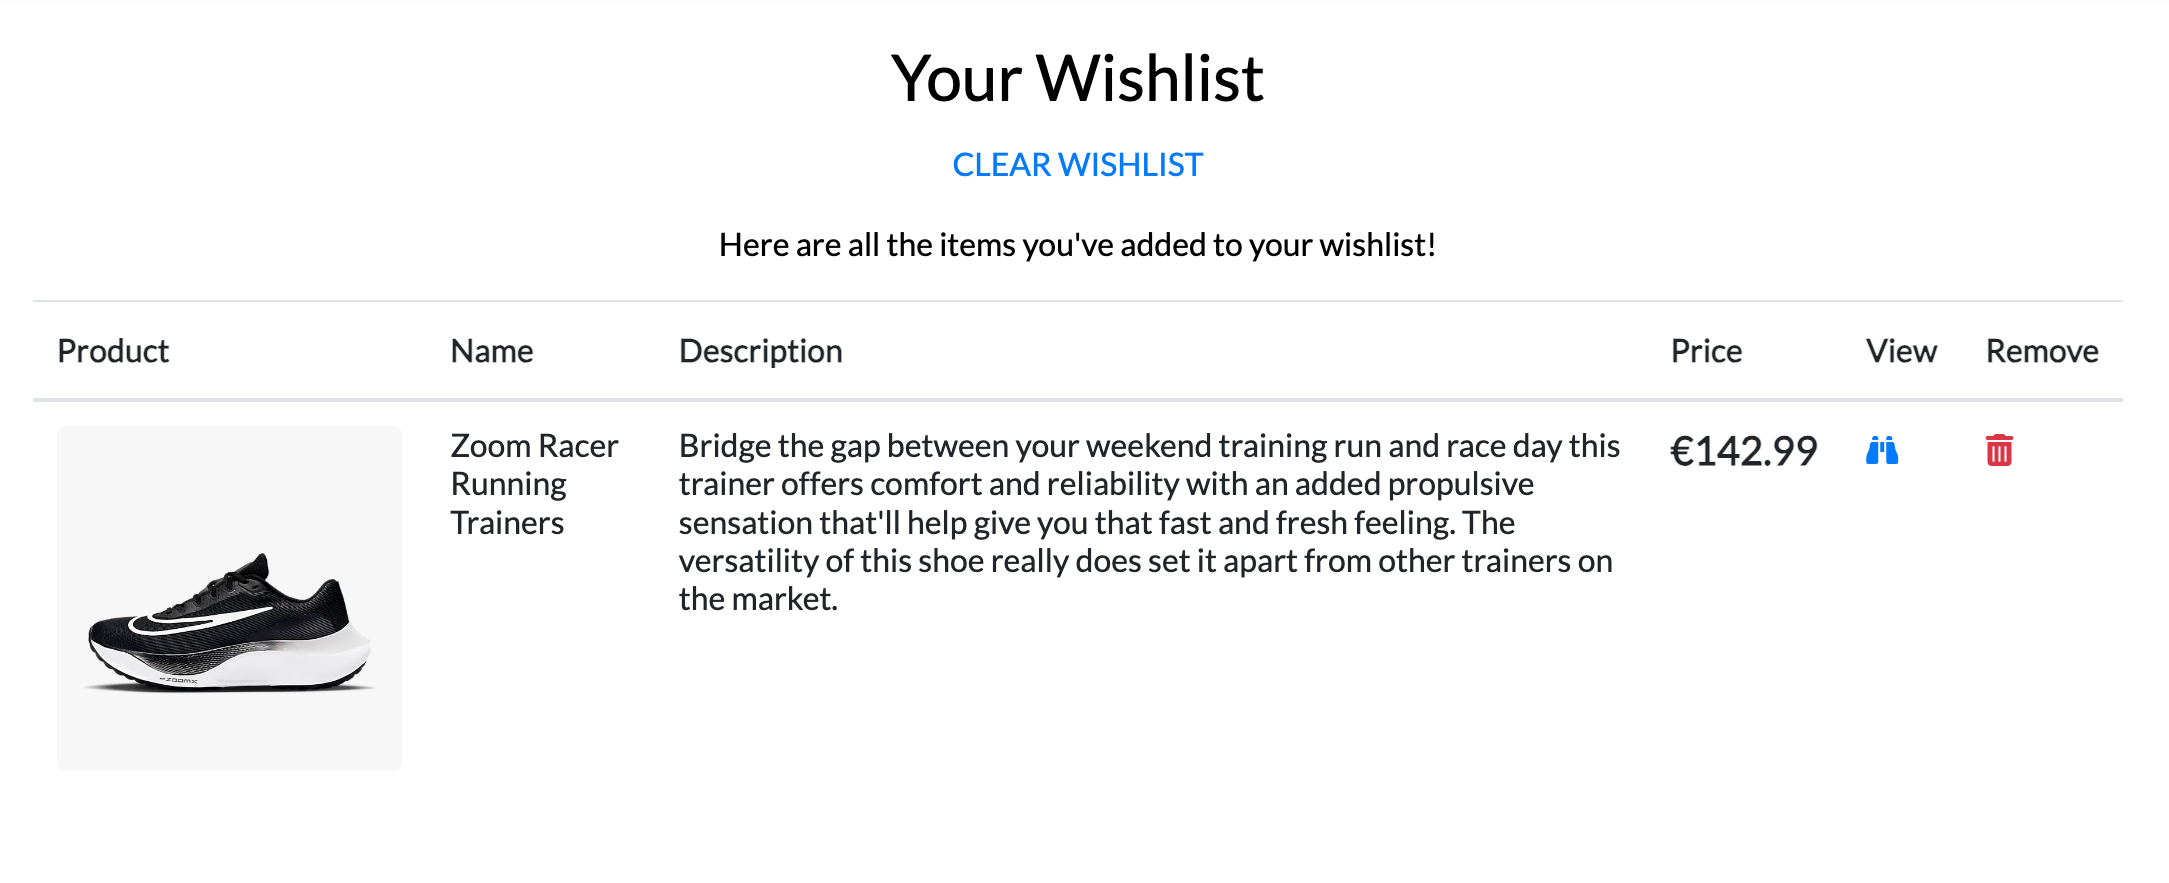 Your Wishlist
CLEAR WISHLIST
Here are all the items you've added to your wishlist!
Product Name Description Price View Remove
Zoom Racer
Running
Trainers
Bridge the gap between your weekend training run and race day this
trainer offers comfort and reliability with an added propulsive
sensation that'll help give you that fast and fresh feeling. The
versatility of this shoe really does set it apart from other trainers on
the market.
€142.99
ZOOMX